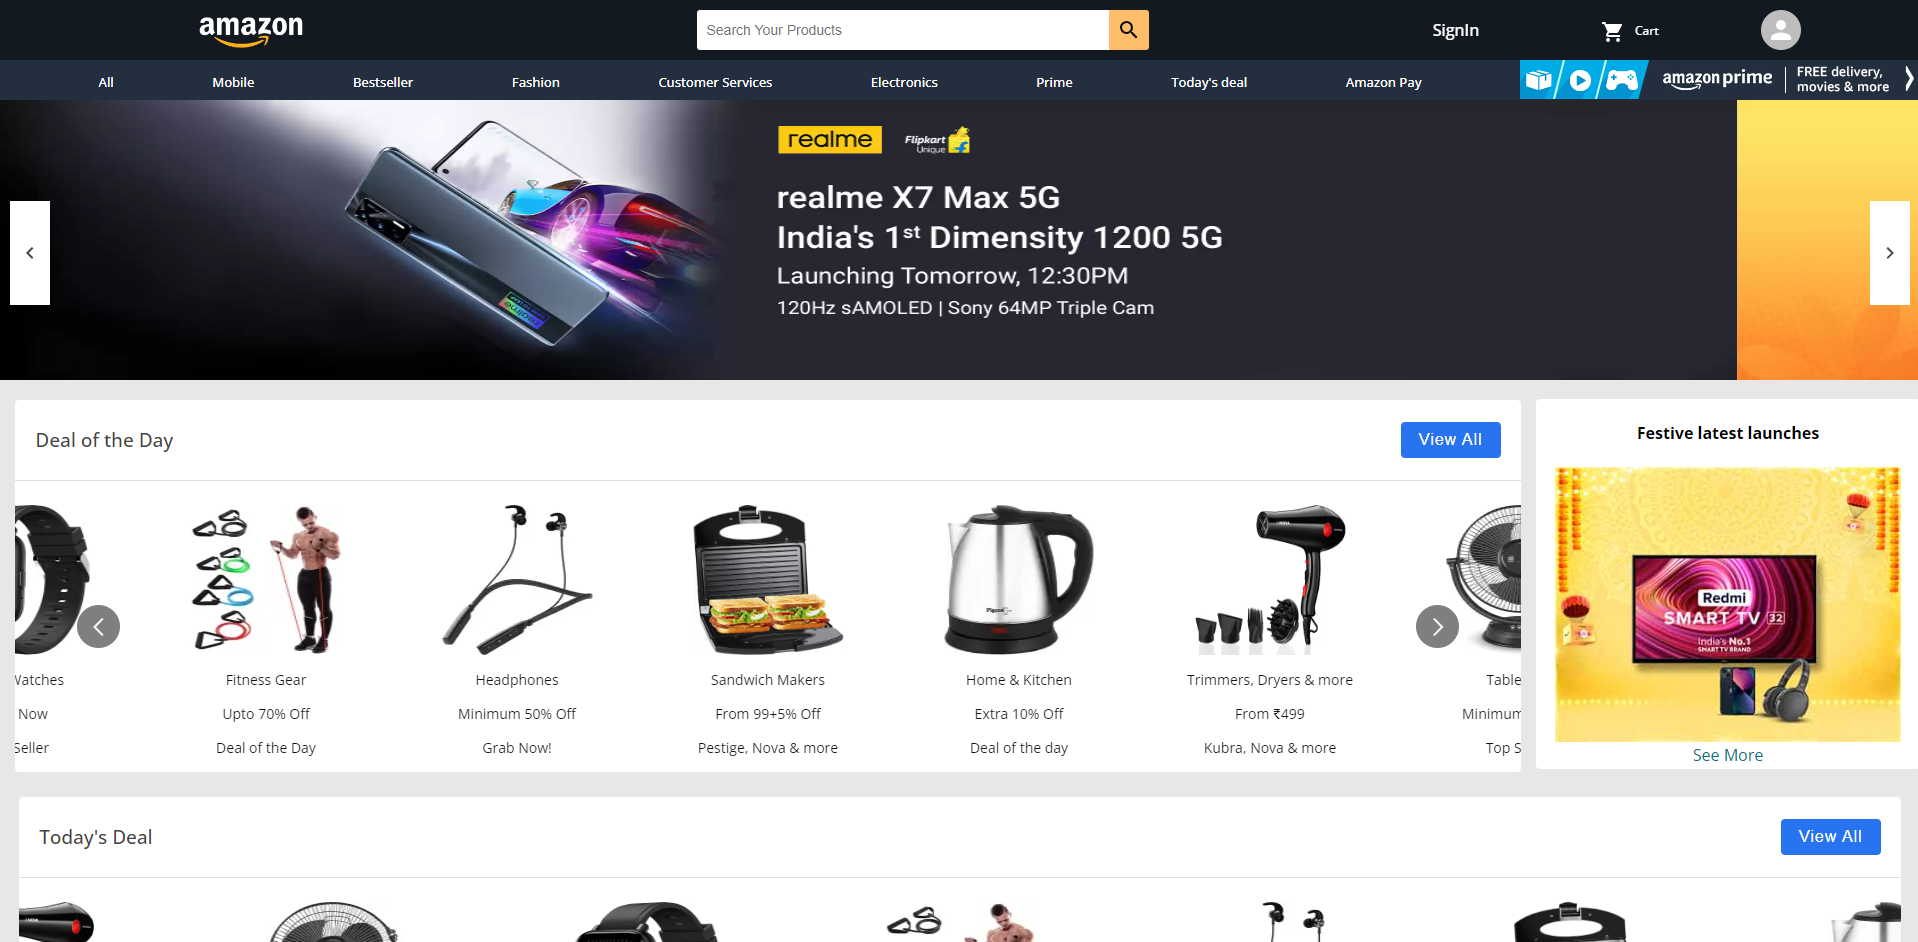 amazon
Search Your Products
SignIn
Cart
All
Mobile
Bestseller
Fashion
Customer Services
Electronics
Prime
Today's deal
Amazon Pay
amazon prime
FREE delivery,
movies & more
realme
Flipkart
Unique
realme X7 Max 5G
India's 1st Dimensity 1200 5G
Launching Tomorrow, 12:30PM
120Hz sAMOLED | Sony 64MP Triple Cam
realme
Deal of the Day
View All
Festive latest launches
Redmi
SMART TV 32
India's No.1
SMART TV BRAND
See More
Watches
Now
Seller
Fitness Gear
Upto 70% Off
Deal of the Day
Headphones
Minimum 50% Off
Grab Now!
Sandwich Makers
From 99+5% Off
Pestige, Nova & more
Pigeon
Home & Kitchen
Extra 10% Off
Deal of the day
Trimmers, Dryers & more
From ₹499
Kubra, Nova & more
Table
Minimum
Top S
Today's Deal
View All